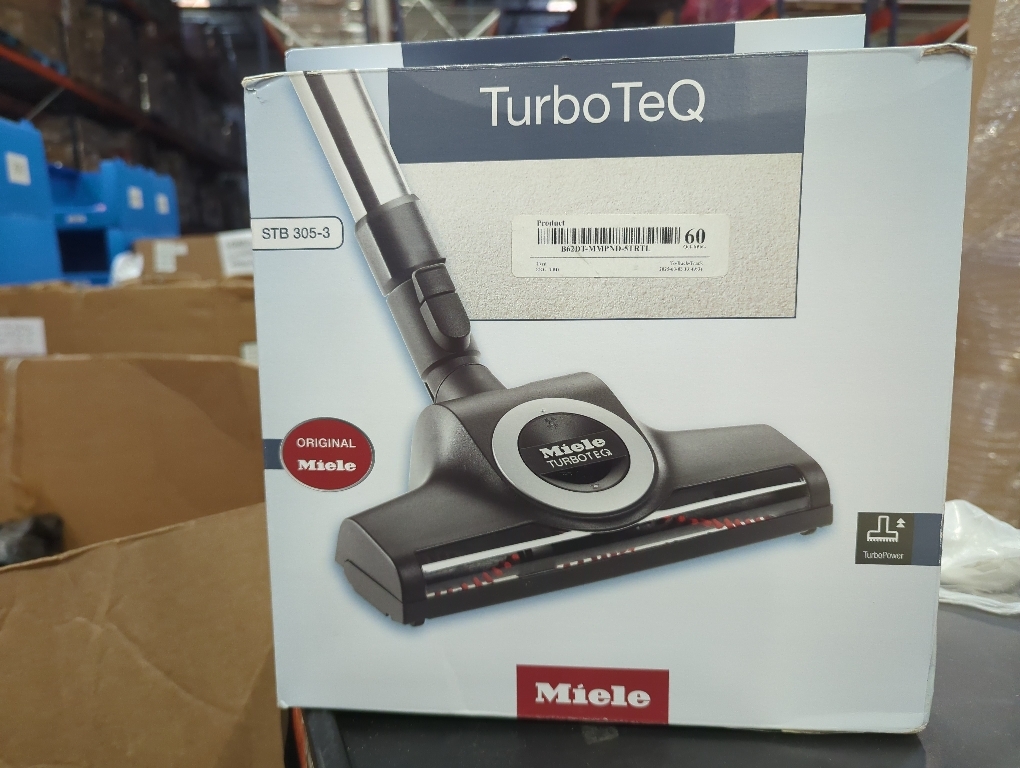 TurboTeQ
STB 305-3
Product
60
ORIGINAL
Miele
Miele
TURBOTEQ
TurboPower
Miele